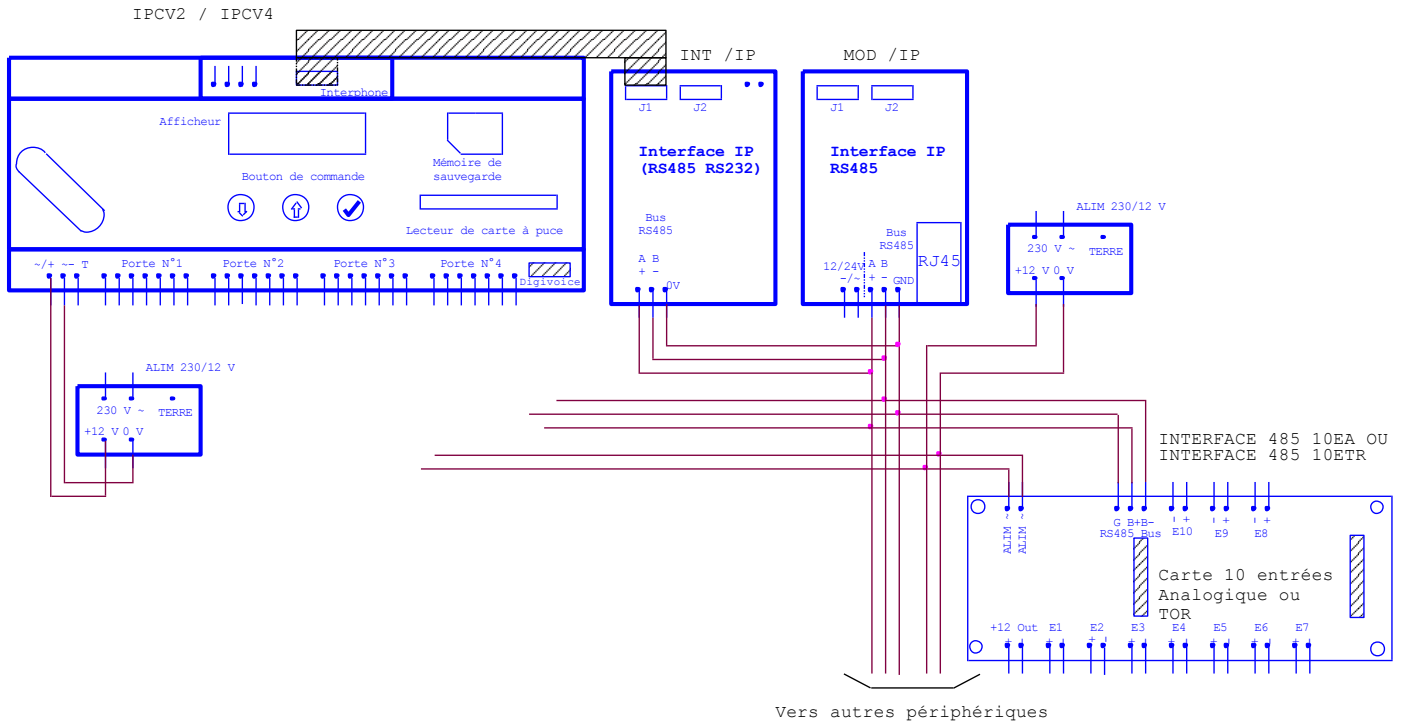 IPCV2 / IPCV4
INT /IP
MOD /IP
Interphone
Afficheur
Mémoire de
sauvegarde
Bouton de commande
Lecteur de carte à puce
~/+ ~- T
Porte N°1
Porte N°2
Porte N°3
Porte N°4
Digivoice
J1
J2
Interface IP
(RS485 RS232)
Bus
RS485
A B
+ -
0V
J1
J2
Interface IP
RS485
Bus
RS485
12/24V
A B
-/~
+ -
GND
RJ45
ALIM 230/12 V
230 V ~
TERRE
+12 V 0 V
ALIM 230/12 V
230 V ~
TERRE
+12 V 0 V
INTERFACE 485 10EA OU
INTERFACE 485 10ETR
ALIM ~
ALIM ~
G B+B-
RS485 Bus
- +
E10
- +
E9
- +
E8
Carte 10 entrées
Analogique ou
TOR
+12 Out
E1
E2
E3
E4
E5
E6
E7
+ -
+ -
+ -
+ -
+ -
+ -
+ -
+ -
Vers autres périphériques